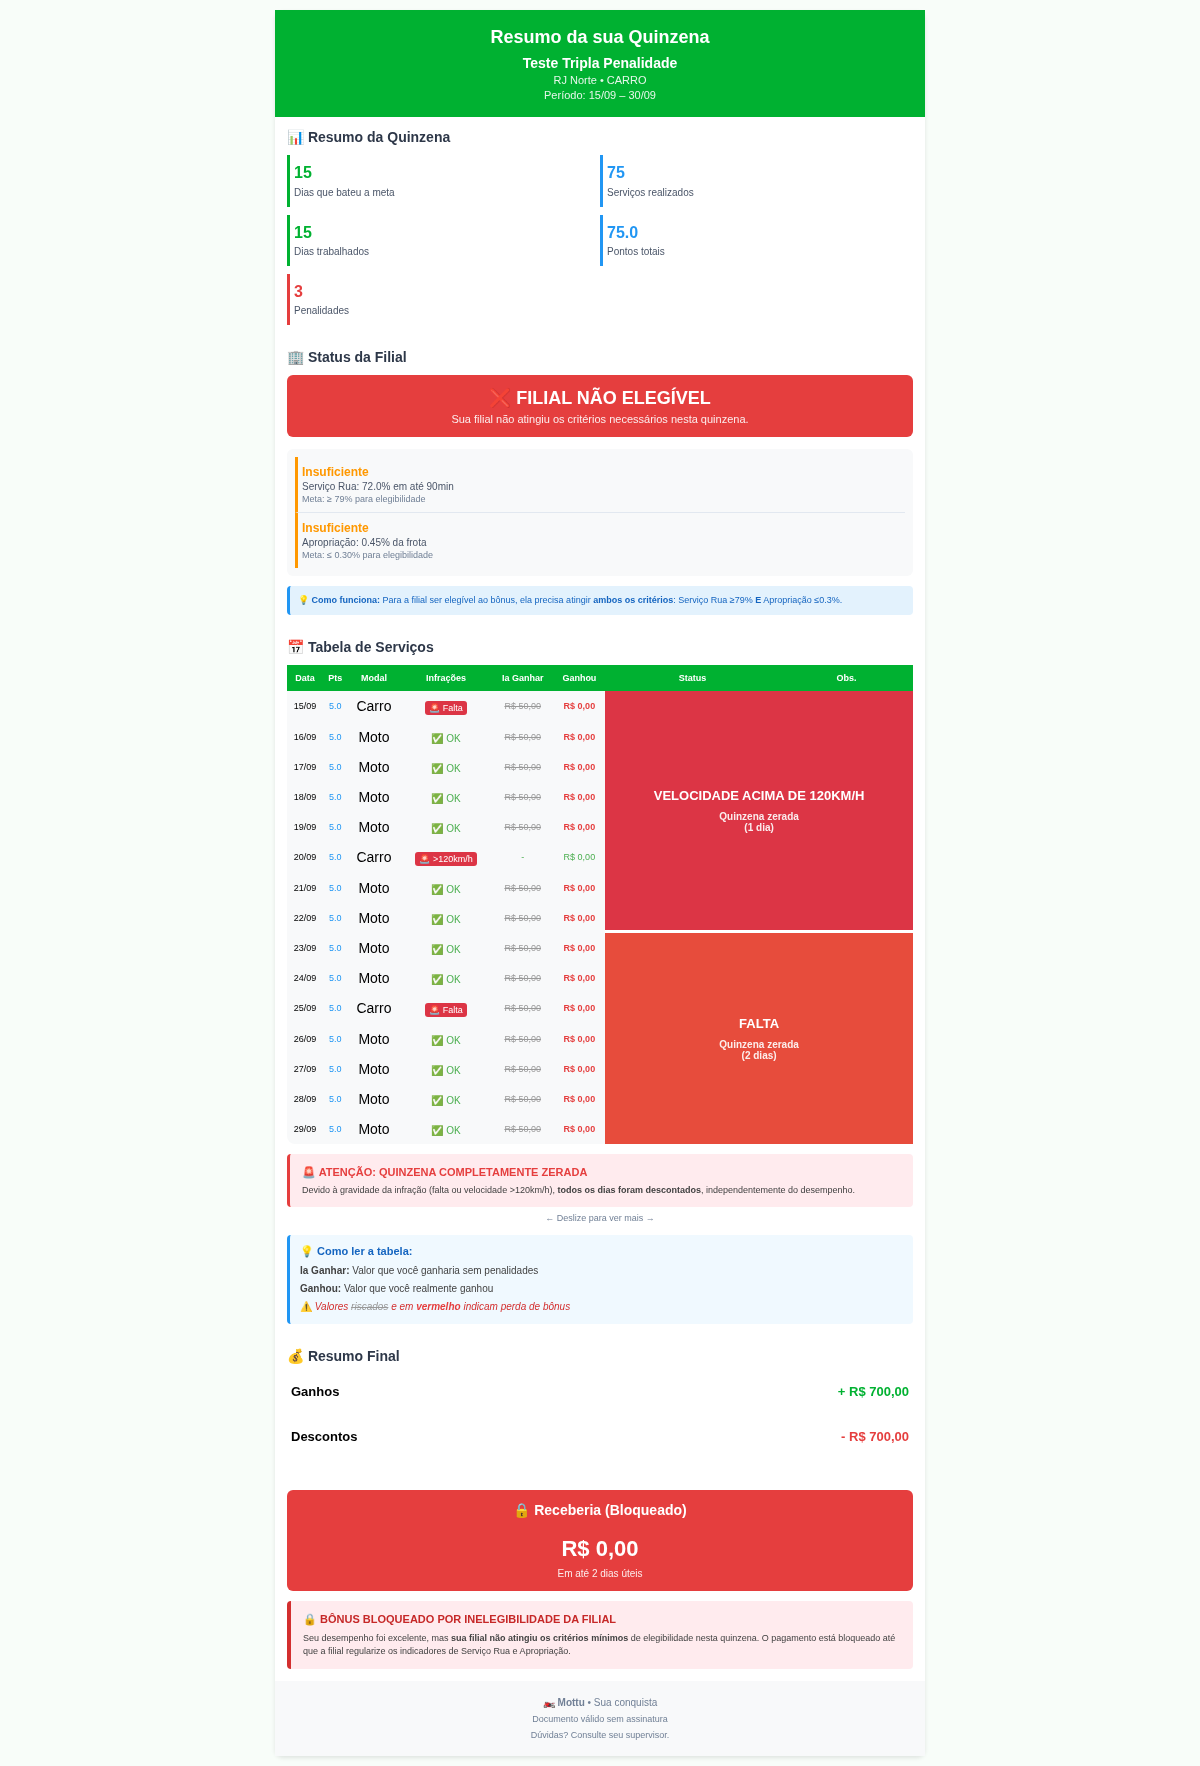 Resumo da sua Quinzena
Teste Tripla Penalidade
RJ Norte • CARRO
Período: 15/09 – 30/09
📊 Resumo da Quinzena
15
Dias que bateu a meta
75
Serviços realizados
15
Dias trabalhados
75.0
Pontos totais
3
Penalidades
🏢 Status da Filial
❌ FILIAL NÃO ELEGÍVEL
Sua filial não atingiu os critérios necessários nesta quinzena.
Insuficiente
Serviço Rua: 72.0% em até 90min
Meta: ≥ 79% para elegibilidade
Insuficiente
Apropriação: 0.45% da frota
Meta: ≤ 0.30% para elegibilidade
💡 Como funciona: Para a filial ser elegível ao bônus, ela precisa atingir ambos os critérios: Serviço Rua ≥79% E Apropriação ≤0.3%.
📅 Tabela de Serviços
Data Pts Modal Infrações Ia Ganhar Ganhou Status Obs.
15/09 5.0 Carro 🚨 Falta R$ 50,00 R$ 0,00
16/09 5.0 Moto ✅ OK R$ 50,00 R$ 0,00
17/09 5.0 Moto ✅ OK R$ 50,00 R$ 0,00
18/09 5.0 Moto ✅ OK R$ 50,00 R$ 0,00
19/09 5.0 Moto ✅ OK R$ 50,00 R$ 0,00
20/09 5.0 Carro 🚨 >120km/h - R$ 0,00
21/09 5.0 Moto ✅ OK R$ 50,00 R$ 0,00
22/09 5.0 Moto ✅ OK R$ 50,00 R$ 0,00
VELOCIDADE ACIMA DE 120KM/H
Quinzena zerada
(1 dia)
23/09 5.0 Moto ✅ OK R$ 50,00 R$ 0,00
24/09 5.0 Moto ✅ OK R$ 50,00 R$ 0,00
25/09 5.0 Carro 🚨 Falta R$ 50,00 R$ 0,00
26/09 5.0 Moto ✅ OK R$ 50,00 R$ 0,00
27/09 5.0 Moto ✅ OK R$ 50,00 R$ 0,00
28/09 5.0 Moto ✅ OK R$ 50,00 R$ 0,00
29/09 5.0 Moto ✅ OK R$ 50,00 R$ 0,00
FALTA
Quinzena zerada
(2 dias)
🚨 ATENÇÃO: QUINZENA COMPLETAMENTE ZERADA
Devido à gravidade da infração (falta ou velocidade >120km/h), todos os dias foram descontados, independentemente do desempenho.
← Deslize para ver mais →
💡 Como ler a tabela:
Ia Ganhar: Valor que você ganharia sem penalidades
Ganhou: Valor que você realmente ganhou
⚠️ Valores riscados e em vermelho indicam perda de bônus
💰 Resumo Final
Ganhos + R$ 700,00
Descontos - R$ 700,00
🔒 Receberia (Bloqueado)
R$ 0,00
Em até 2 dias úteis
🔒 BÔNUS BLOQUEADO POR INELEGIBILIDADE DA FILIAL
Seu desempenho foi excelente, mas sua filial não atingiu os critérios mínimos de elegibilidade nesta quinzena. O pagamento está bloqueado até
que a filial regularize os indicadores de Serviço Rua e Apropriação.
🏍️ Mottu • Sua conquista
Documento válido sem assinatura
Dúvidas? Consulte seu supervisor.